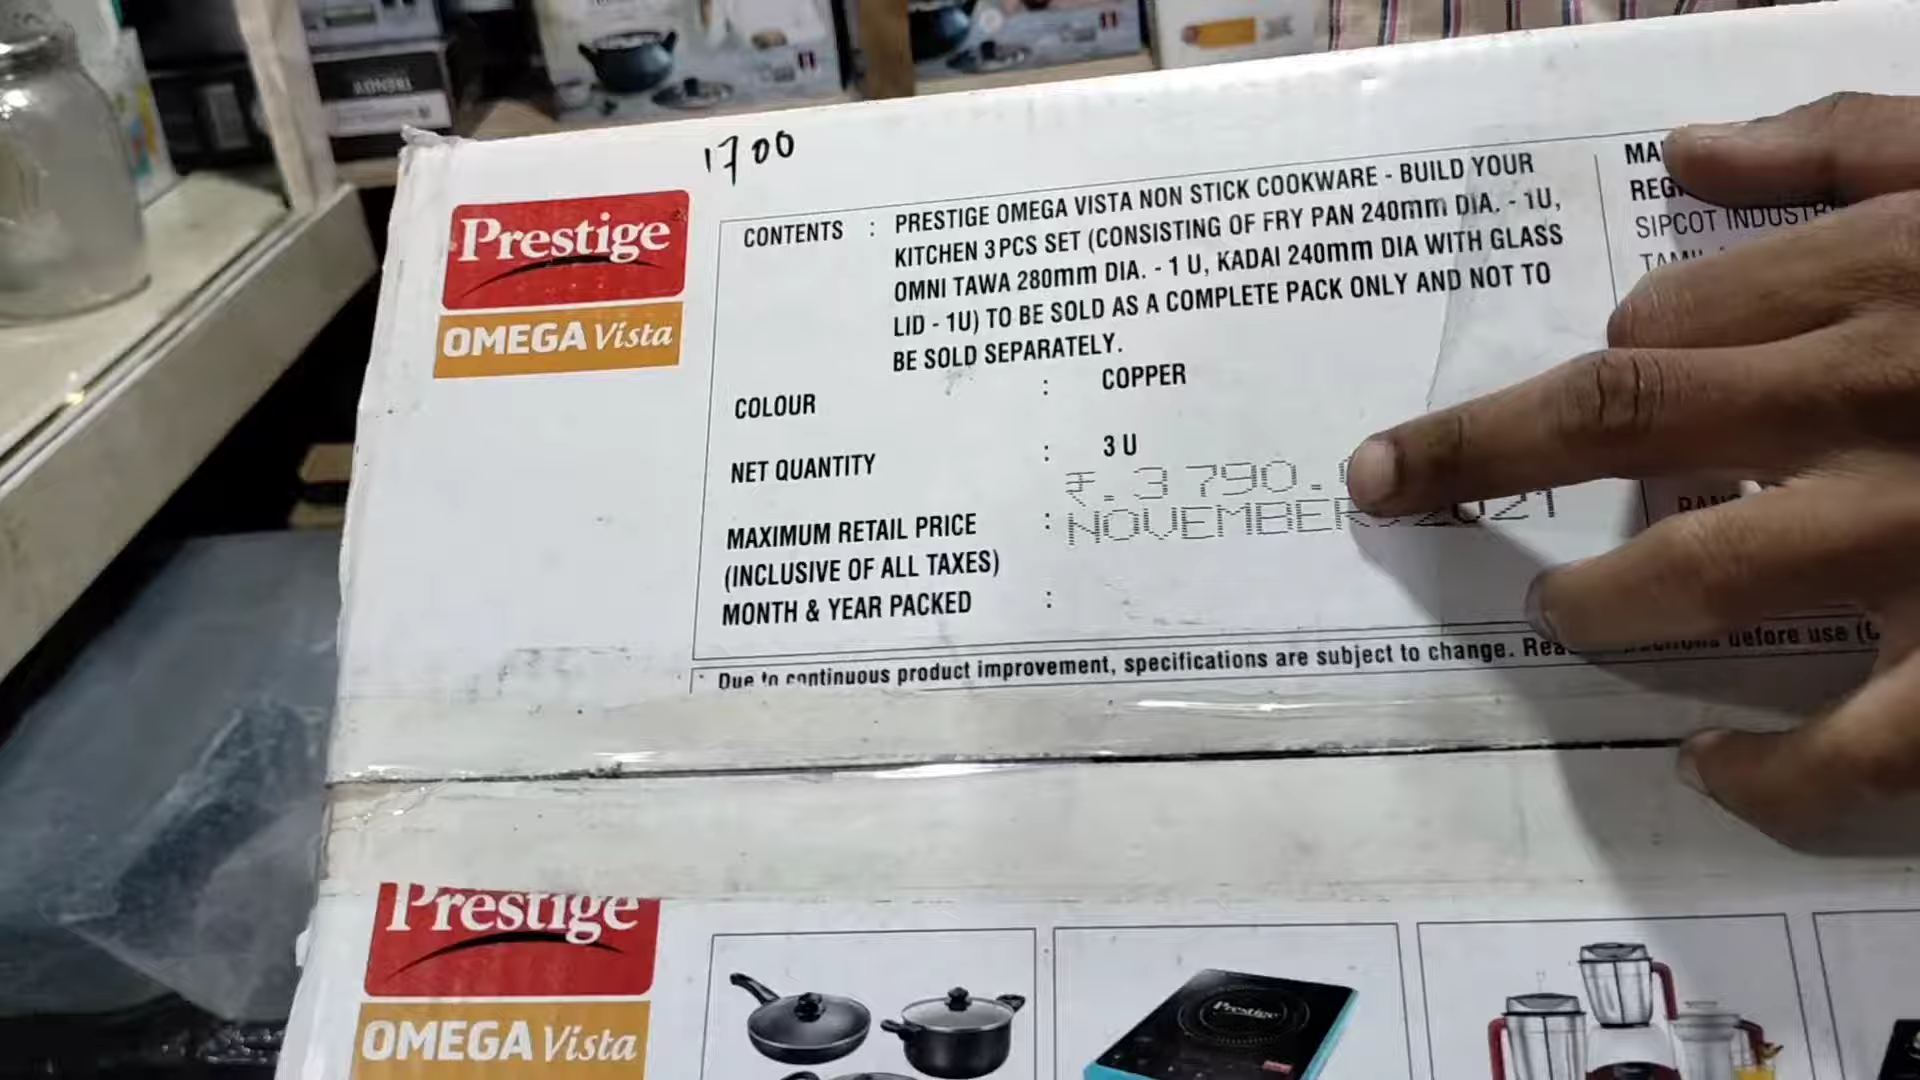 1700
Prestige
OMEGA Vista
CONTENTS : PRESTIGE OMEGA VISTA NON STICK COOKWARE - BUILD YOUR
KITCHEN 3PCS SET (CONSISTING OF FRY PAN 240mm DIA. - 1U,
OMNI TAWA 280mm DIA. - 1 U, KADAI 240mm DIA WITH GLASS
LID - 1U) TO BE SOLD AS A COMPLETE PACK ONLY AND NOT TO
BE SOLD SEPARATELY.
COLOUR : COPPER
NET QUANTITY : 3 U
₹. 3 790.
MAXIMUM RETAIL PRICE : NOVEMBER 2021
(INCLUSIVE OF ALL TAXES)
MONTH & YEAR PACKED :
SIPCOT
Due to continuous product improvement, specifications are subject to change. before use
Prestige
OMEGA Vista
Prestige